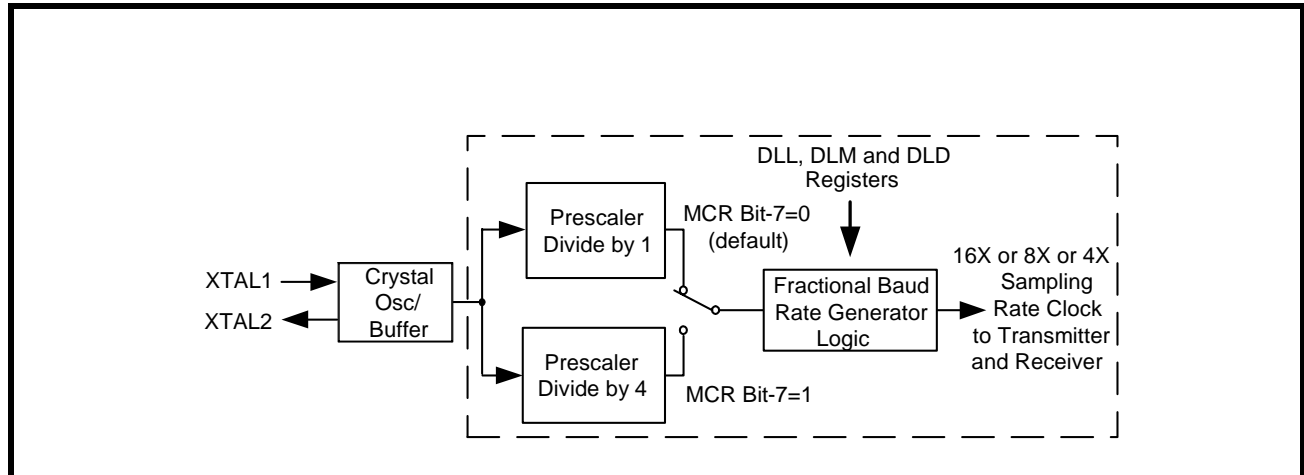 DLL, DLM and DLD
Registers
Prescaler
Divide by 1
MCR Bit-7=0
(default)
16X or 8X or 4X
Sampling
Rate Clock
to Transmitter
and Receiver
XTAL1
XTAL2
Crystal
Osc/
Buffer
Fractional Baud
Rate Generator
Logic
Prescaler
Divide by 4
MCR Bit-7=1